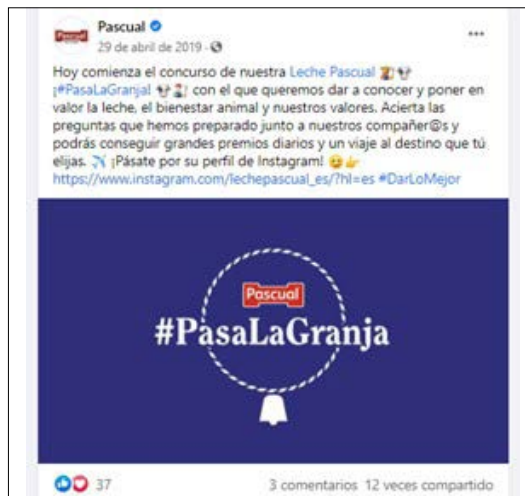 Pascual
29 de abril de 2019 ·
Hoy comienza el concurso de nuestra Leche Pascual
¡#PasaLaGranja! con el que queremos dar a conocer y poner en
valor la leche, el bienestar animal y nuestros valores. Acierta las
preguntas que hemos preparado junto a nuestros compañer@s y
podrás conseguir grandes premios diarios y un viaje al destino que tú
elijas. ¡Pásate por su perfil de Instagram!
https://www.instagram.com/lechepascual_es/?hl=es #DarLoMejor
Pascual
#PasaLaGranja
37
3 comentarios 12 veces compartido